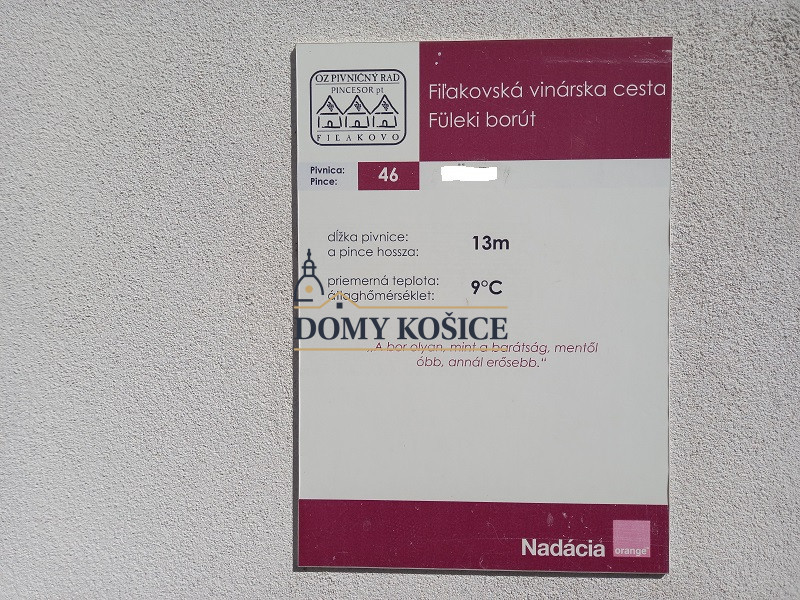 OZ PIVNIČNÝ RAD
PINCESOR pt
FIĽAKOVO
Fiľakovská vinárska cesta
Füleki borút
Pivnica:
Pince:
46
dĺžka pivnice:
a pince hossza:
13m
priemerná teplota:
átlaghőmérséklet:
9°C
DOMY KOŠICE
„A bor olyan, mint a barátság, mentől
óbb, annál erősebb."
Nadácia
orange